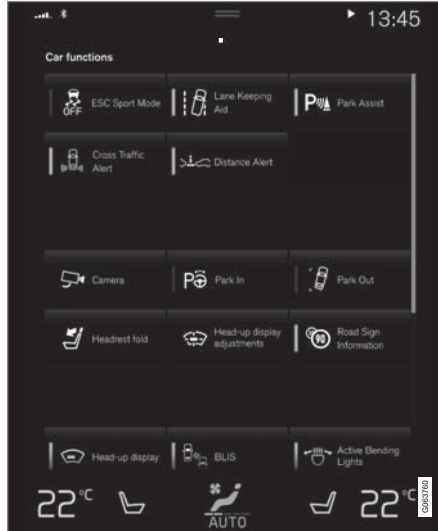 13:45
Car functions
OFF
ESC Sport Mode
Lane Keeping
Aid
P
Park Assist
Cross Traffic
Alert
Distance Alert
Camera
P
Park In
Park Out
Headrest fold
Head-up display
adjustments
90
Road Sign
Information
Head-up display
BLIS
Active Bending
Lights
22°C
AUTO
22°C
G063760